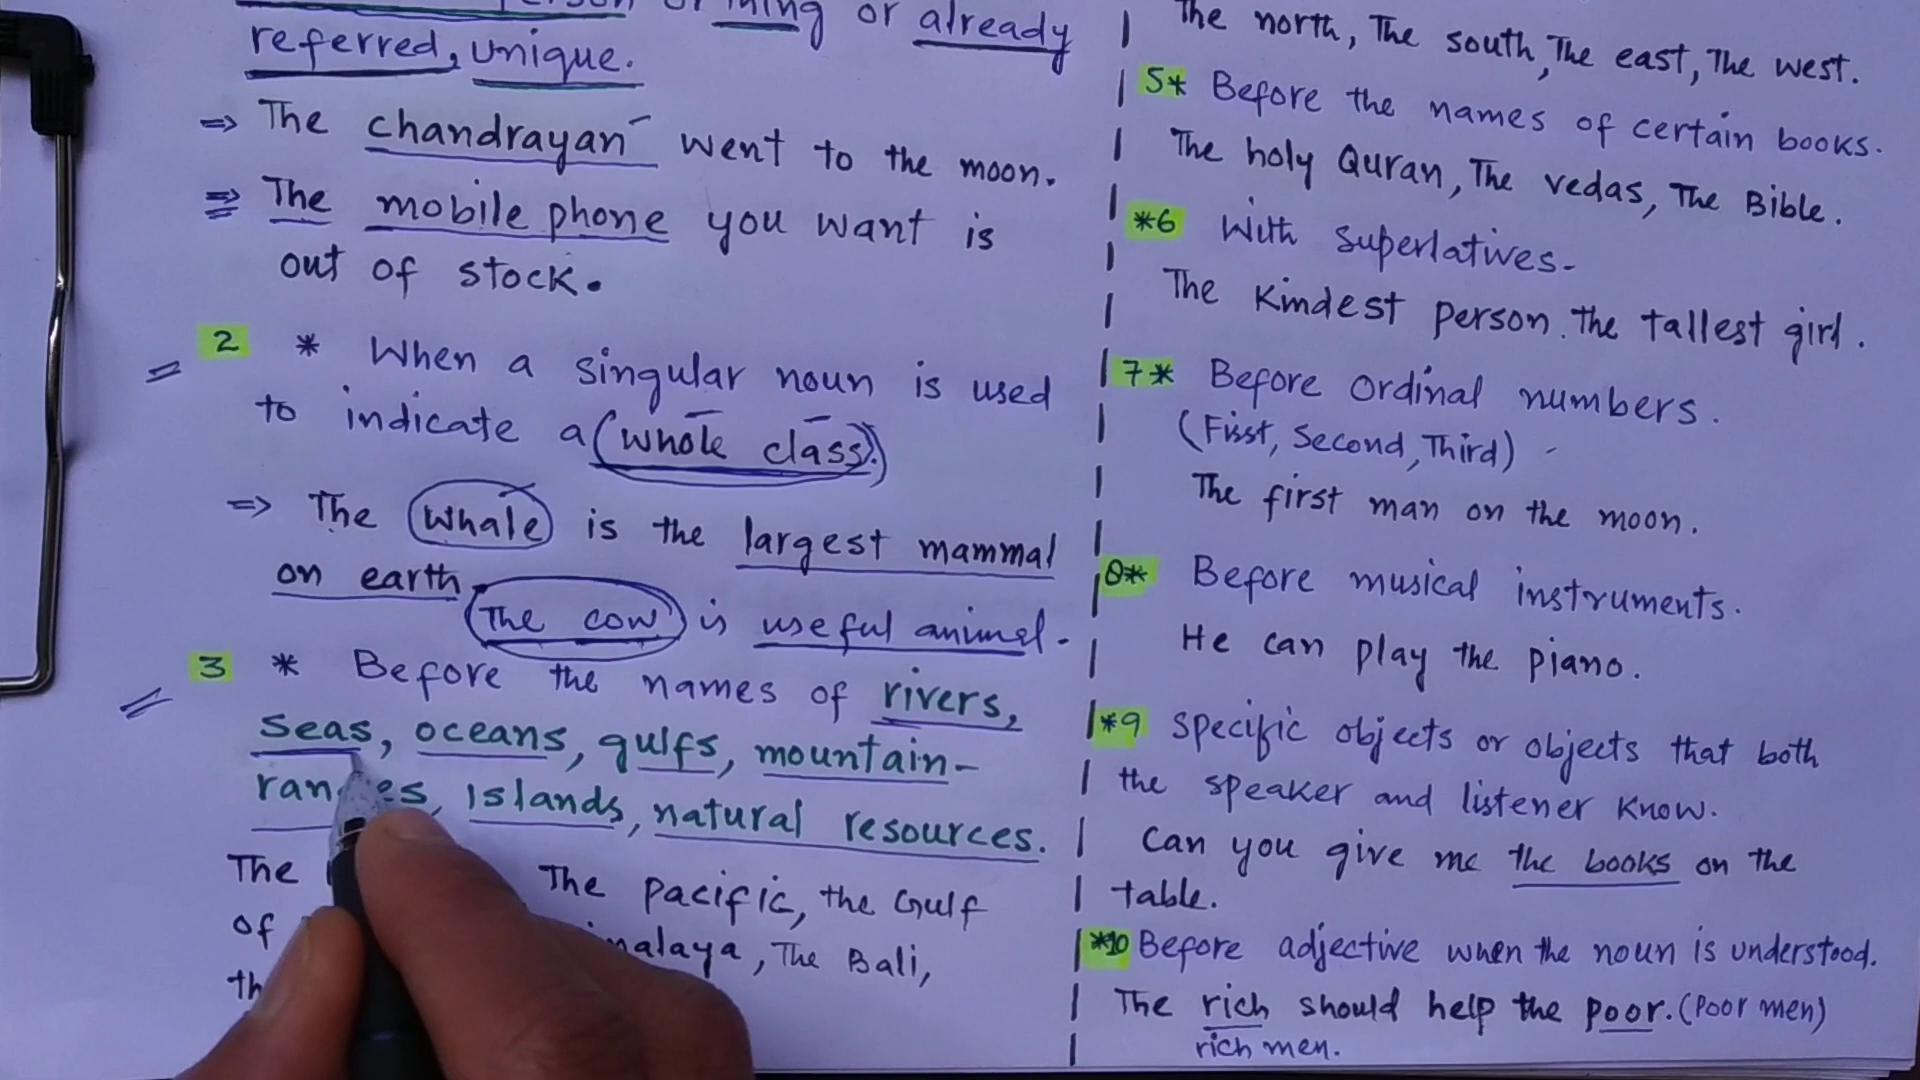 or thing or already
referred, unique.
⇒ The chandrayan went to the moon.
⇒ The mobile phone you want is
out of stock.
2 * When a singular noun is used
to indicate a (whole class.)
⇒ The whale is the largest mammal
on earth. The cow is useful animal.
3 * Before the names of rivers,
seas, oceans, gulfs, mountain-
ranges, islands, natural resources.
The The pacific, the Gulf
of malaya, The Bali,
th
The north, The south, The east, The west.
5* Before the names of certain books.
The holy Quran, The vedas, The Bible.
*6 With superlatives-
The Kindest person. the tallest girl.
7* Before ordinal numbers.
(First, Second, Third)
The first man on the moon.
8* Before musical instruments.
He can play the piano.
*9 specific objects or objects that both
the speaker and listener know.
Can you give me the books on the
table.
*10 Before adjective when the noun is understood.
The rich should help the poor. (Poor men)
rich men.